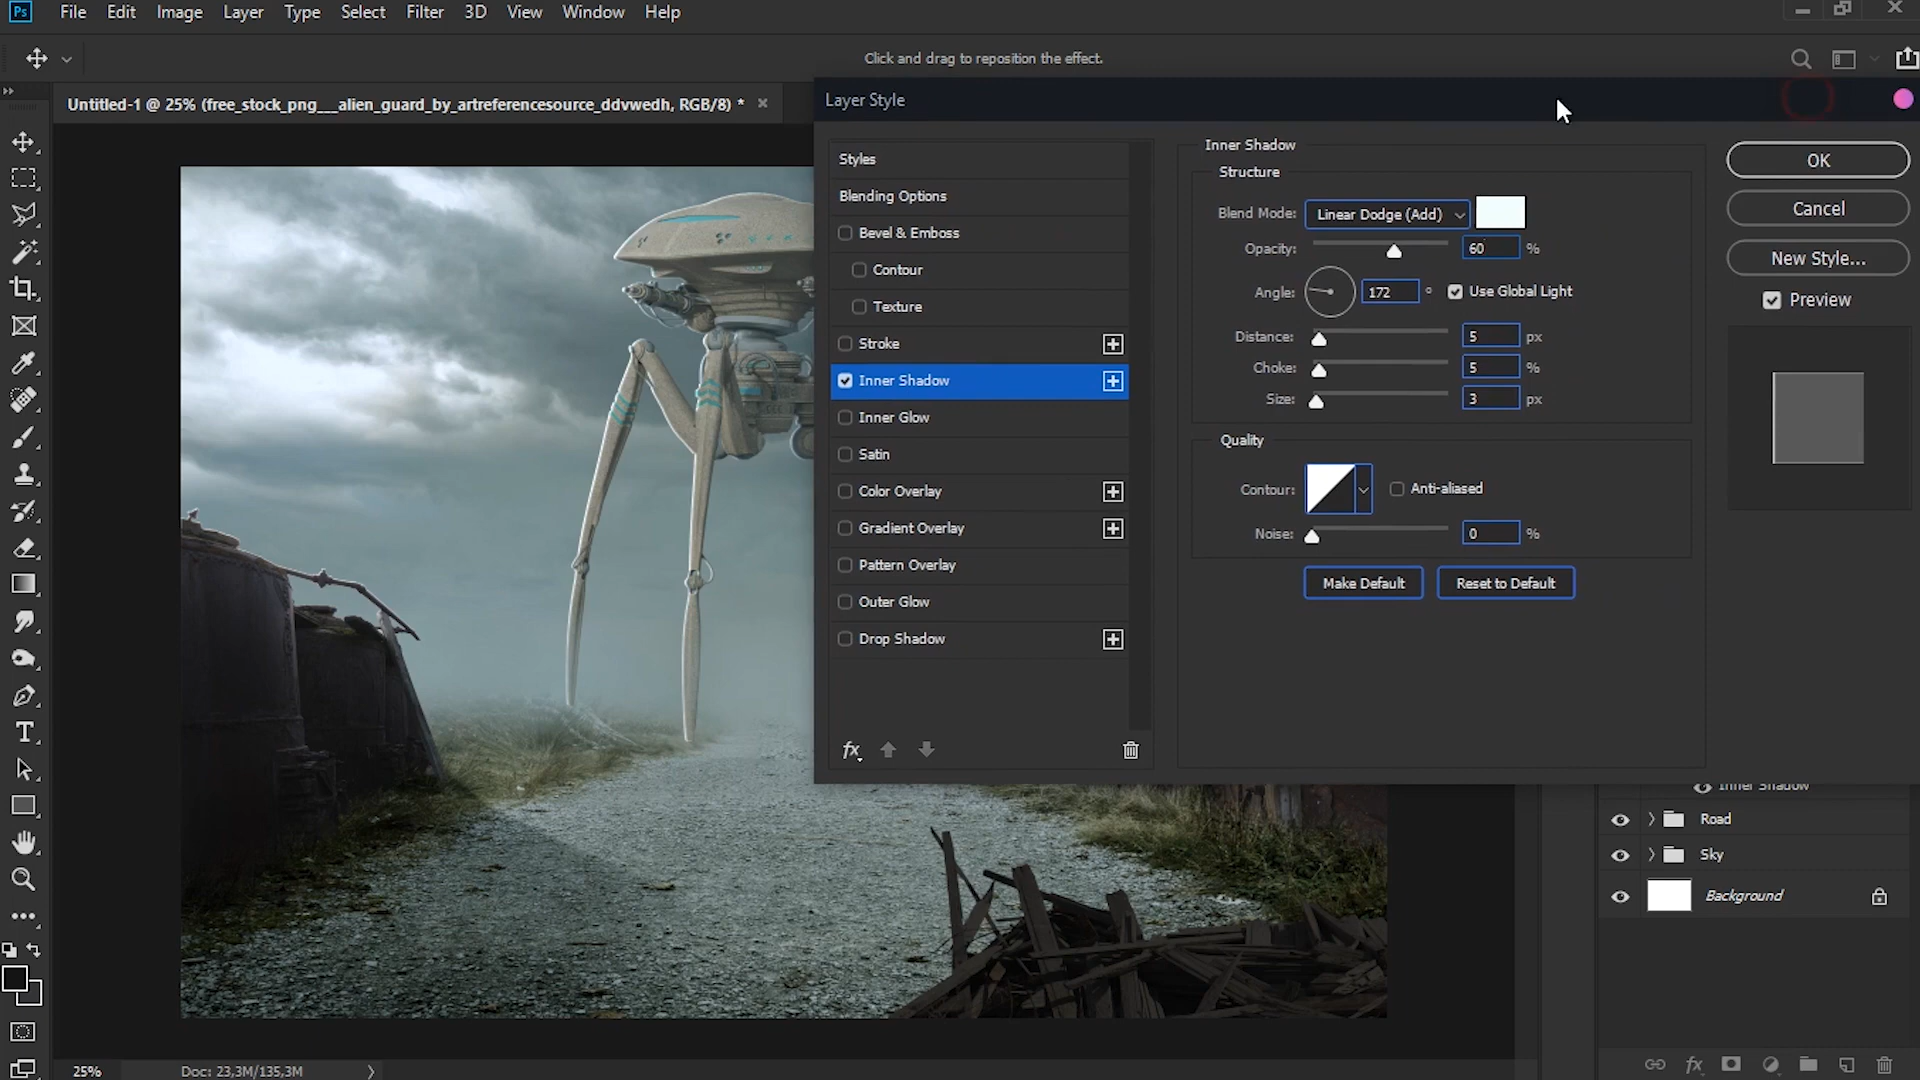 Ps File Edit Image Layer Type Select Filter 3D View Window Help
Click and drag to reposition the effect.
Untitled-1 @ 25% (free_stock_png___alien_guard_by_artreferencesource_ddvwedh, RGB/8) *
Layer Style
Styles
Blending Options
Bevel & Emboss
Contour
Texture
Stroke
Inner Shadow
Inner Glow
Satin
Color Overlay
Gradient Overlay
Pattern Overlay
Outer Glow
Drop Shadow
fx
Inner Shadow
Structure
Blend Mode: Linear Dodge (Add)
Opacity: 60 %
Angle: 172 ° Use Global Light
Distance: 5 px
Choke: 5 %
Size: 3 px
Quality
Contour: Anti-aliased
Noise: 0 %
Make Default Reset to Default
OK
Cancel
New Style...
Preview
Inner Shadow
Road
Sky
Background
fx
25% Doc: 23,3M/135,3M